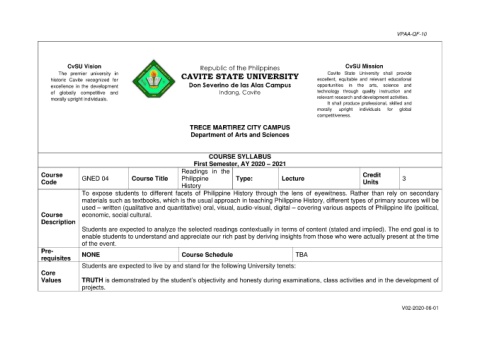 VPAA-QF-10
CvSU Vision
The premier university in
historic Cavite recognized for
excellence in the development
of globally competitive and
morally upright individuals.
Republic of the Philippines
CAVITE STATE UNIVERSITY
Don Severino de las Alas Campus
Indang, Cavite
CvSU Mission
Cavite State University shall provide
excellent, equitable and relevant educational
opportunities in the arts, science and
technology through quality instruction and
relevant research and development activities.
It shall produce professional, skilled and
morally upright individuals for global
competitiveness.
TRECE MARTIREZ CITY CAMPUS
Department of Arts and Sciences
COURSE SYLLABUS
First Semester, AY 2020 – 2021
Course Code
GNED 04
Course Title
Readings in the
Philippine
History
Type:
Lecture
Credit
Units
3
Course
Description
To expose students to different facets of Philippine History through the lens of eyewitness. Rather than rely on secondary
materials such as textbooks, which is the usual approach in teaching Philippine History, different types of primary sources will be
used – written (qualitative and quantitative) oral, visual, audio-visual, digital – covering various aspects of Philippine life (political,
economic, social cultural.
Students are expected to analyze the selected readings contextually in terms of content (stated and implied). The end goal is to
enable students to understand and appreciate our rich past by deriving insights from those who were actually present at the time
of the event.
Pre-
requisites
NONE
Course Schedule
TBA
Core
Values
Students are expected to live by and stand for the following University tenets:
TRUTH is demonstrated by the student's objectivity and honesty during examinations, class activities and in the development of
projects.
V02-2020-06-01